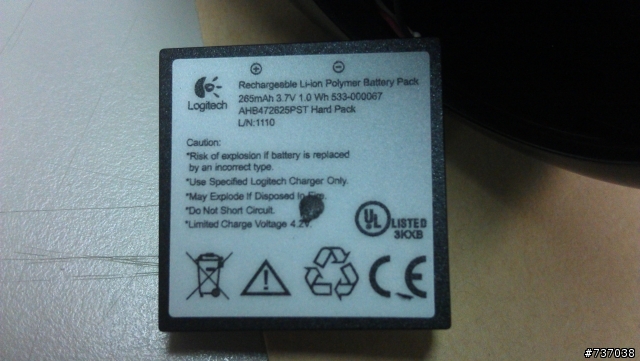 Logitech
Rechargeable Li-ion Polymer Battery Pack
265mAh 3.7V 1.0 Wh 533-000067
AHB472625PST Hard Pack
L/N:1110
Caution:
*Risk of explosion if battery is replaced
by an incorrect type.
*Use Specified Logitech Charger Only.
*May Explode If Disposed In Fire.
*Do Not Short Circuit.
*Limited Charge Voltage 4.2V.
UL LISTED
3KXB
CE
#737038